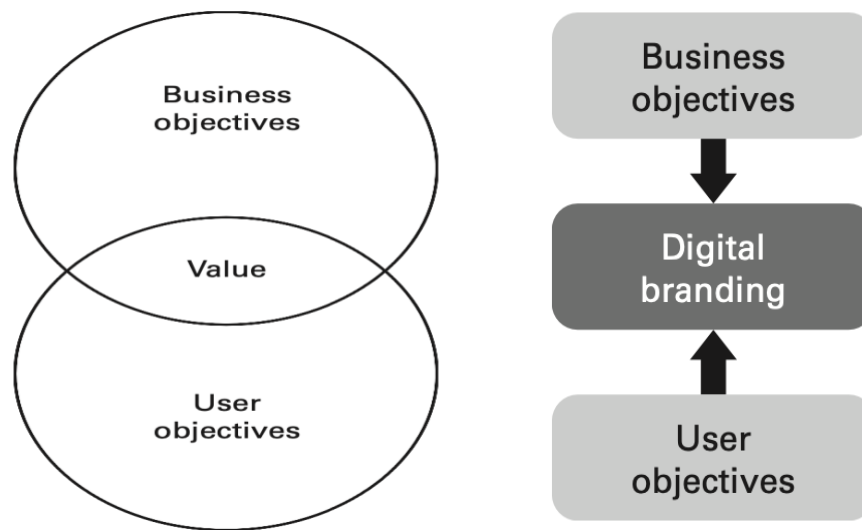 Business
objectives
Value
User
objectives
Business
objectives
Digital
branding
User
objectives